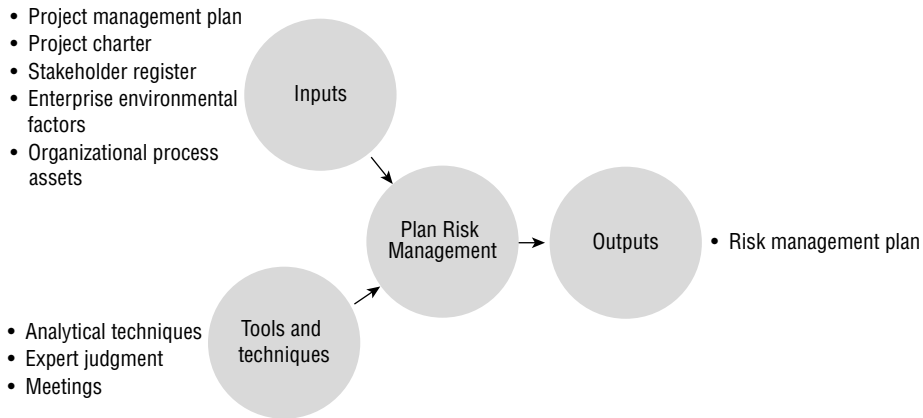 • Project management plan
• Project charter
• Stakeholder register
• Enterprise environmental
factors
• Organizational process
assets
Inputs
Plan Risk
Management
Outputs
• Risk management plan
Tools and
techniques
• Analytical techniques
• Expert judgment
• Meetings